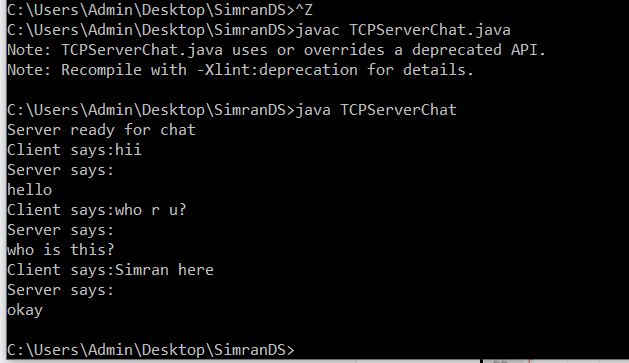 C:\Users\Admin\Desktop\SimranDS>^Z
C:\Users\Admin\Desktop\SimranDS>javac TCPServerChat.java
Note: TCPServerChat.java uses or overrides a deprecated API.
Note: Recompile with -Xlint:deprecation for details.
C:\Users\Admin\Desktop\SimranDS>java TCPServerChat
Server ready for chat
Client says:hii
Server says:
hello
Client says:who r u?
Server says:
who is this?
Client says:Simran here
Server says:
okay
C:\Users\Admin\Desktop\SimranDS>